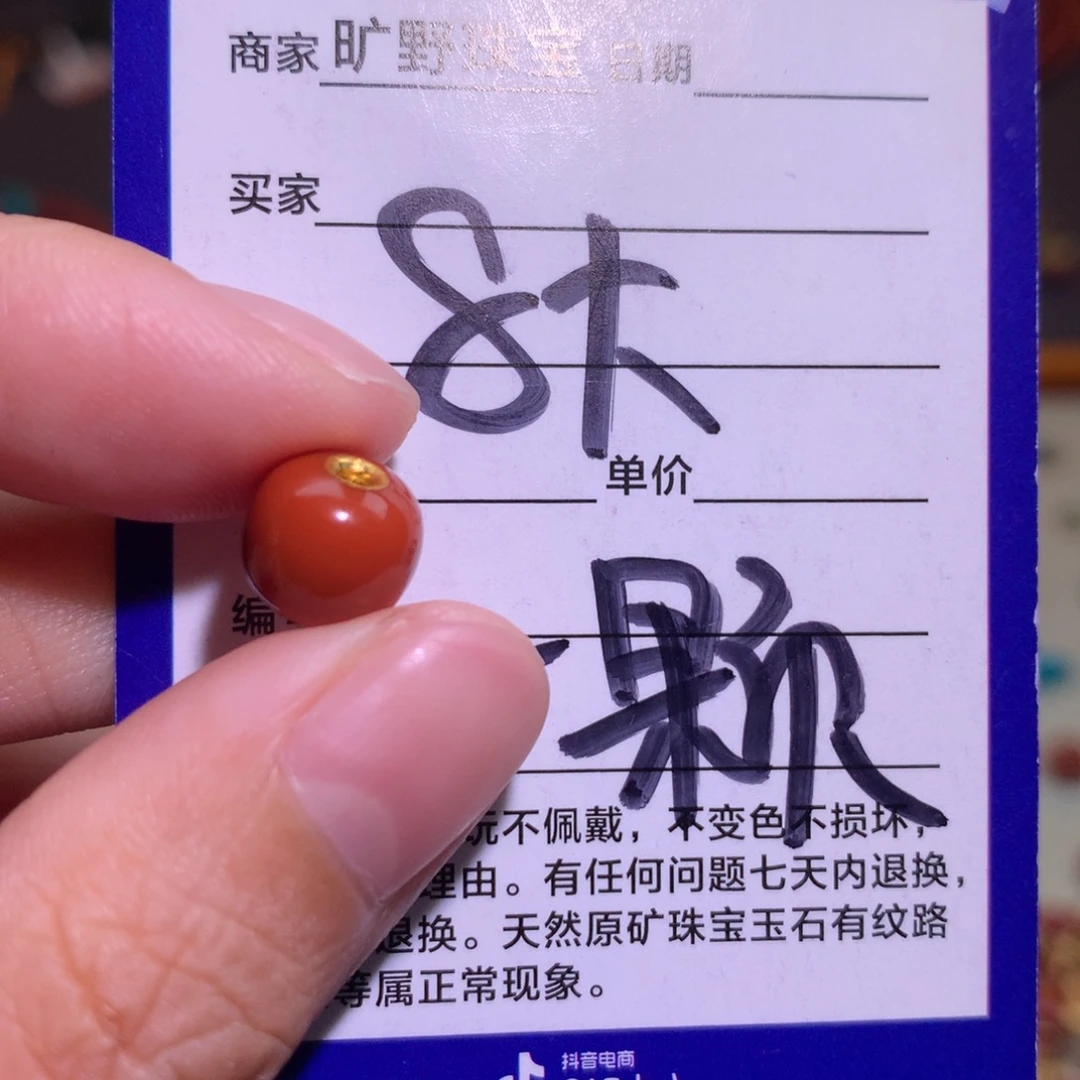 商家 旷野珠宝 日期
买家
8卡
单价
编
颗
玩不佩戴，不变色不损坏，
理由。有任何问题七天内退换，
退换。天然原矿珠宝玉石有纹路
等属正常现象。
抖音电商